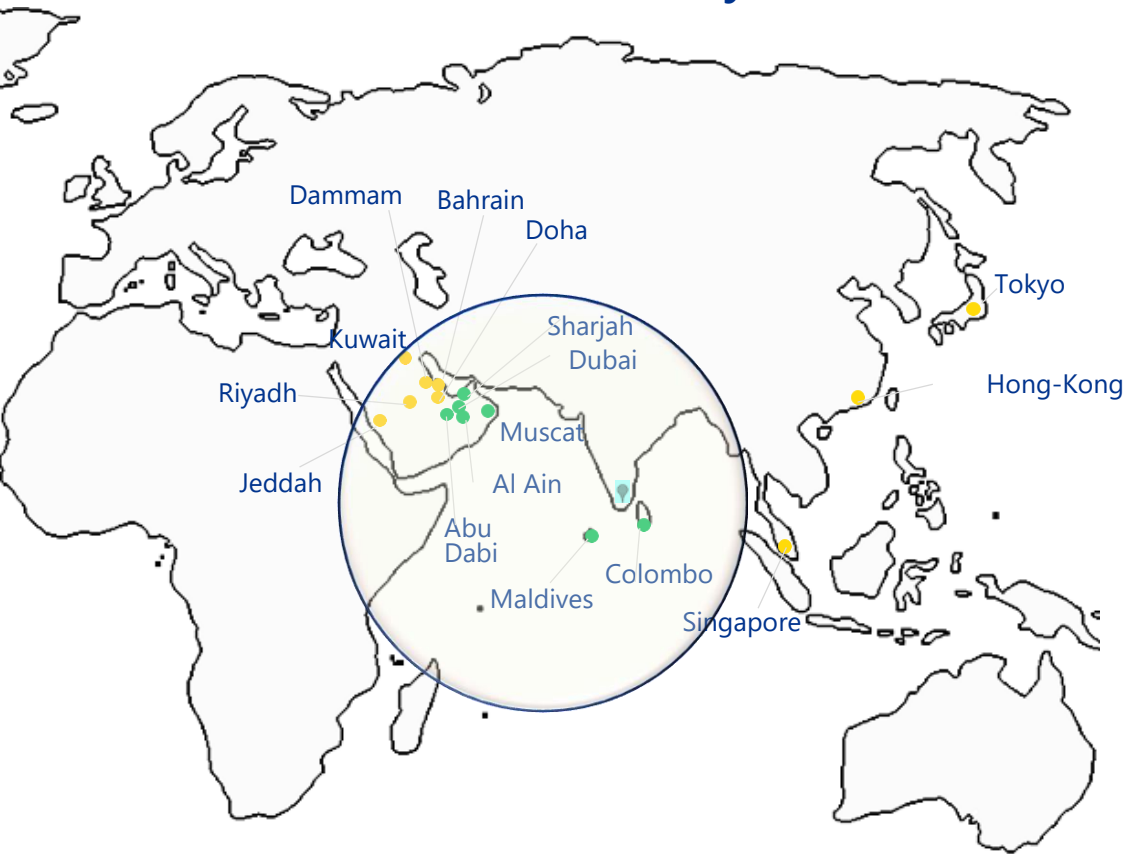 Dammam
Bahrain
Doha
Tokyo
Sharjah
Kuwait
Dubai
Riyadh
Hong-Kong
Muscat
Jeddah
Al Ain
Abu
Dabi
Colombo
Maldives
Singapore